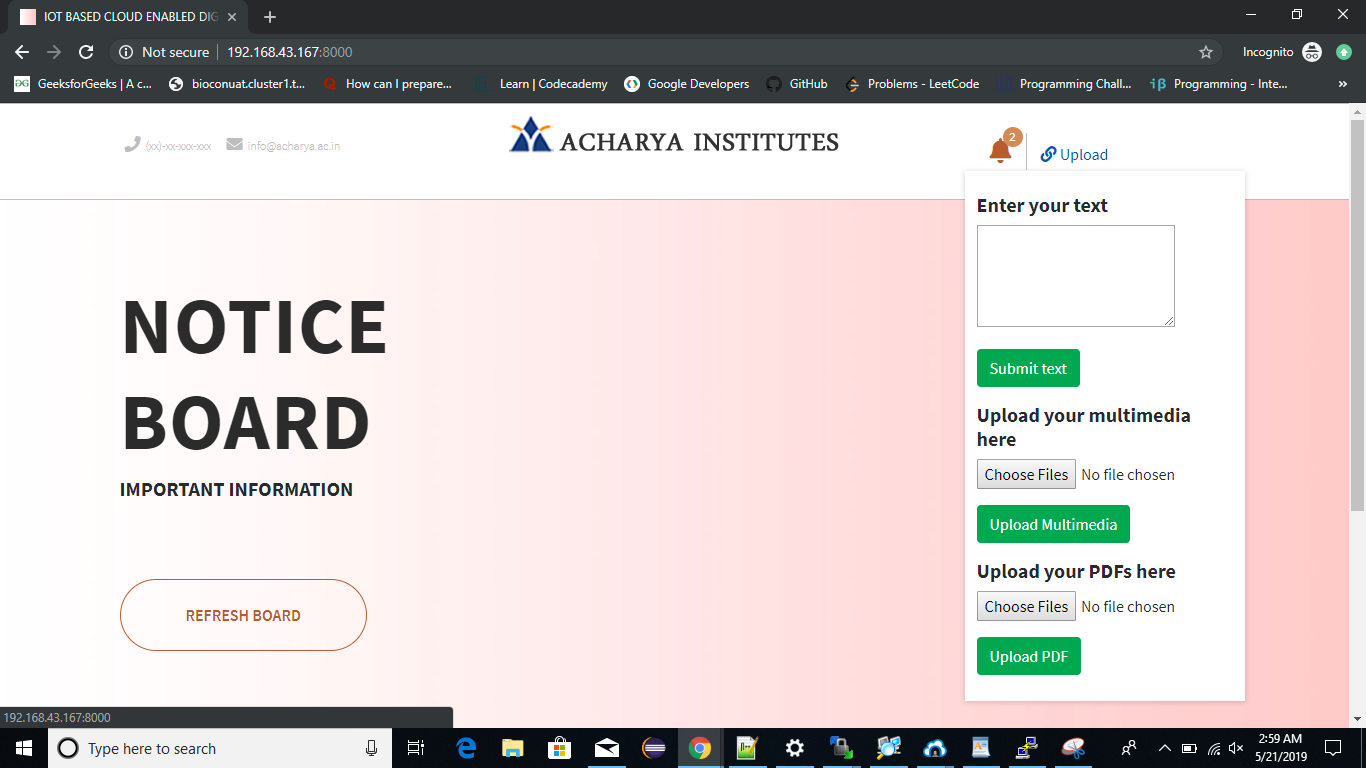 IOT BASED CLOUD ENABLED DIG
Not secure 192.168.43.167:8000 Incognito
GeeksforGeeks | A c... bioconuat.cluster1.t... How can I prepare... Learn | Codecademy Google Developers GitHub Problems - LeetCode Programming Chall... Programming - Inte... »
(xx)-xx-xxx-xxx info@acharya.ac.in
ACHARYA INSTITUTES
2
Upload
Enter your text
Submit text
Upload your multimedia
here
Choose Files No file chosen
Upload Multimedia
Upload your PDFs here
Choose Files No file chosen
Upload PDF
NOTICE
BOARD
IMPORTANT INFORMATION
REFRESH BOARD
192.168.43.167:8000
Type here to search
2:59 AM
5/21/2019